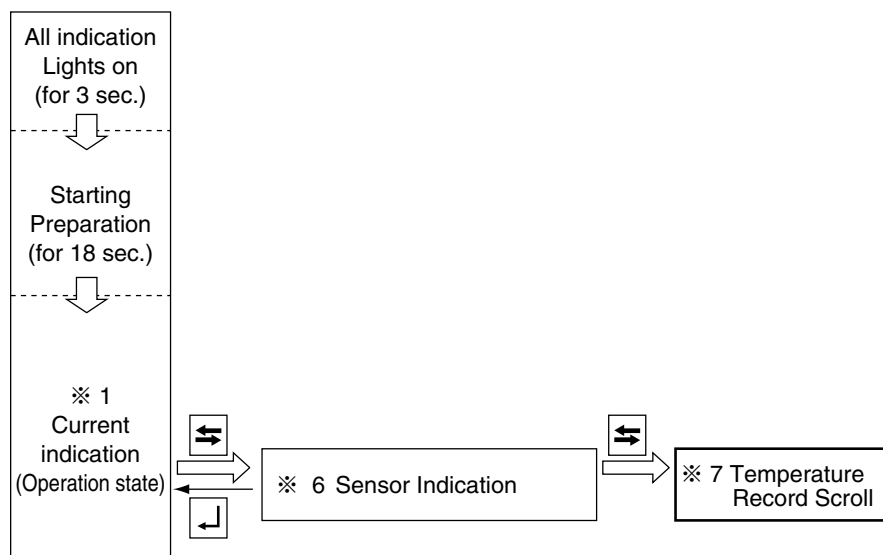 All indication
Lights on
(for 3 sec.)
Starting
Preparation
(for 18 sec.)
※ 1
Current
indication
(Operation state)
※ 6 Sensor Indication
※ 7 Temperature
Record Scroll